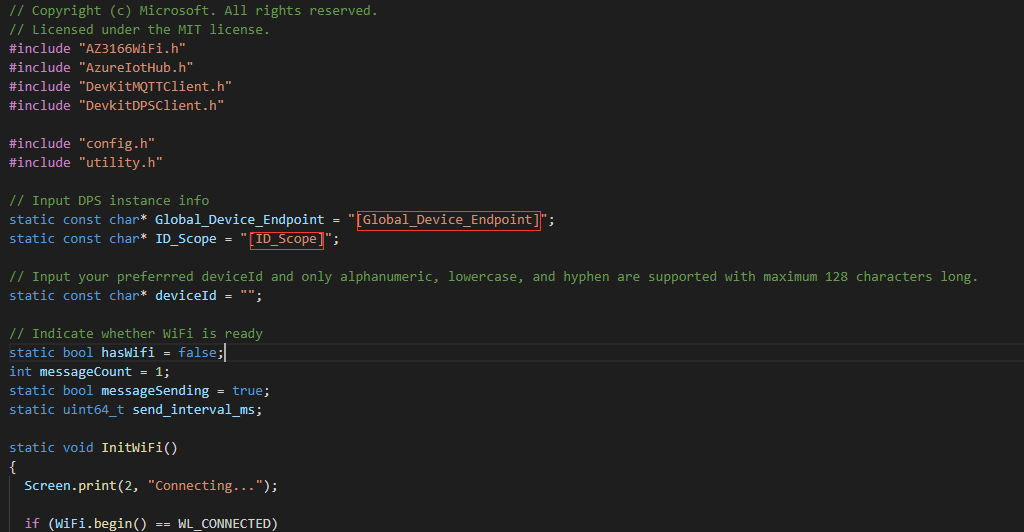 // Copyright (c) Microsoft. All rights reserved.
// Licensed under the MIT license.
#include "AZ3166WiFi.h"
#include "AzureIotHub.h"
#include "DevKitMQTTClient.h"
#include "DevkitDPSClient.h"
#include "config.h"
#include "utility.h"
// Input DPS instance info
static const char* Global_Device_Endpoint = "[Global_Device_Endpoint]";
static const char* ID_Scope = "[ID_Scope]";
// Input your preferrred deviceId and only alphanumeric, lowercase, and hyphen are supported with maximum 128 characters long.
static const char* deviceId = "";
// Indicate whether WiFi is ready
static bool hasWifi = false;
int messageCount = 1;
static bool messageSending = true;
static uint64_t send_interval_ms;
static void InitWiFi()
{
Screen.print(2, "Connecting...");
if (WiFi.begin() == WL_CONNECTED)